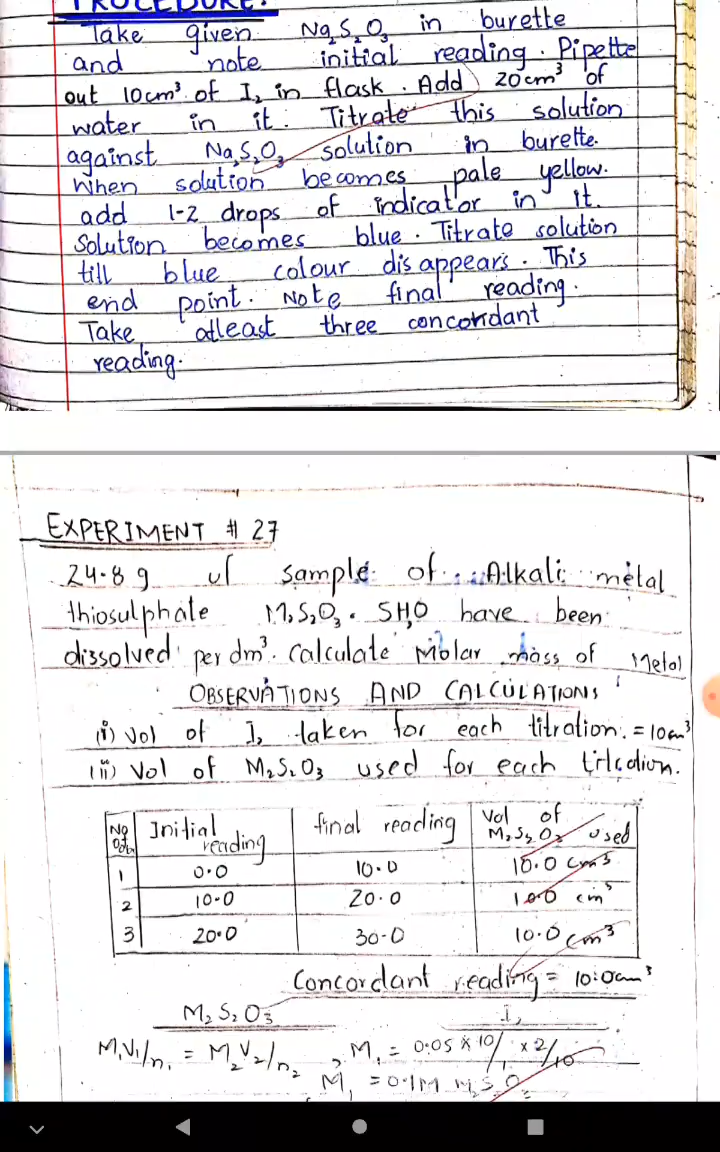 PROCEDURE:
Take given Na₂S₂O₃ in burette
and note initial reading. Pipette
out 10cm³ of I₂ in flask. Add 20cm³ of
water in it. Titrate this solution
against Na₂S₂O₃ solution in burette.
When solution becomes pale yellow.
add 1-2 drops of indicator in it.
Solution becomes blue. Titrate solution
till blue colour disappears. This
end point. Note final reading.
Take atleast three concordant
reading.
EXPERIMENT # 27
24.8 g of sample of Alkali metal
thiosulphate M₂S₂O₃. 5H₂O have been
dissolved per dm³. Calculate Molar mass of Metal
OBSERVATIONS AND CALCULATIONS
(i) Vol of I₂ taken for each titration. = 10cm³
(ii) Vol of M₂S₂O₃ used for each titration.
No of Obs Initial reading final reading Vol of M₂S₂O₃ used
1 0.0 10.0 10.0 cm³
2 10.0 20.0 10.0 cm³
3 20.0 30.0 10.0 cm³
Concordant reading = 10.0cm³
M₂S₂O₃ I₂
M₁V₁/n₁ = M₂V₂/n₂ , M₁ = 0.05 × 10/1 × 2/10
M₁ = 0.1M M₂S₂O₃